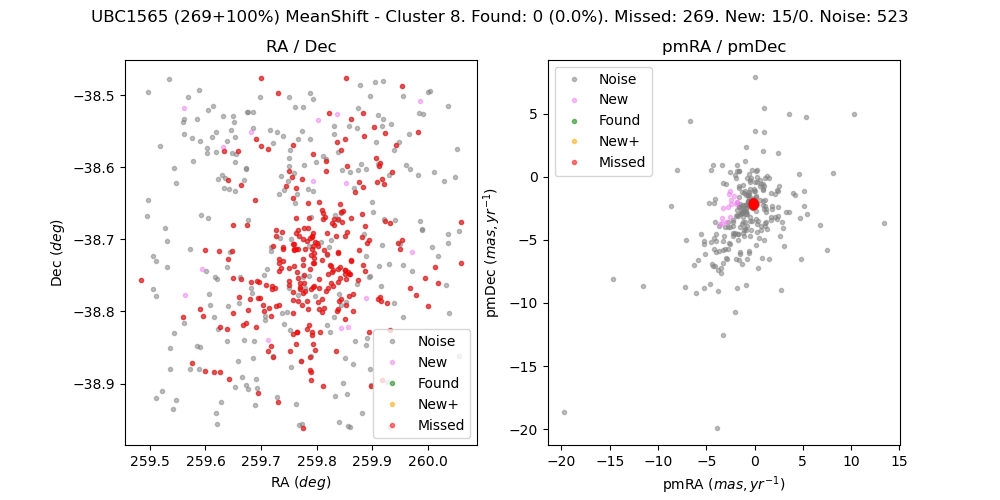 UBC1565 (269+100%) MeanShift - Cluster 8. Found: 0 (0.0%). Missed: 269. New: 15/0. Noise: 523
RA / Dec
Dec (deg)
−38.5
−38.6
−38.7
−38.8
−38.9
Noise
New
Found
New+
Missed
259.5 259.6 259.7 259.8 259.9 260.0
RA (deg)
pmRA / pmDec
pmDec (mas, yr⁻¹)
5
0
−5
−10
−15
−20
Noise
New
Found
New+
Missed
−20 −15 −10 −5 0 5 10 15
pmRA (mas, yr⁻¹)